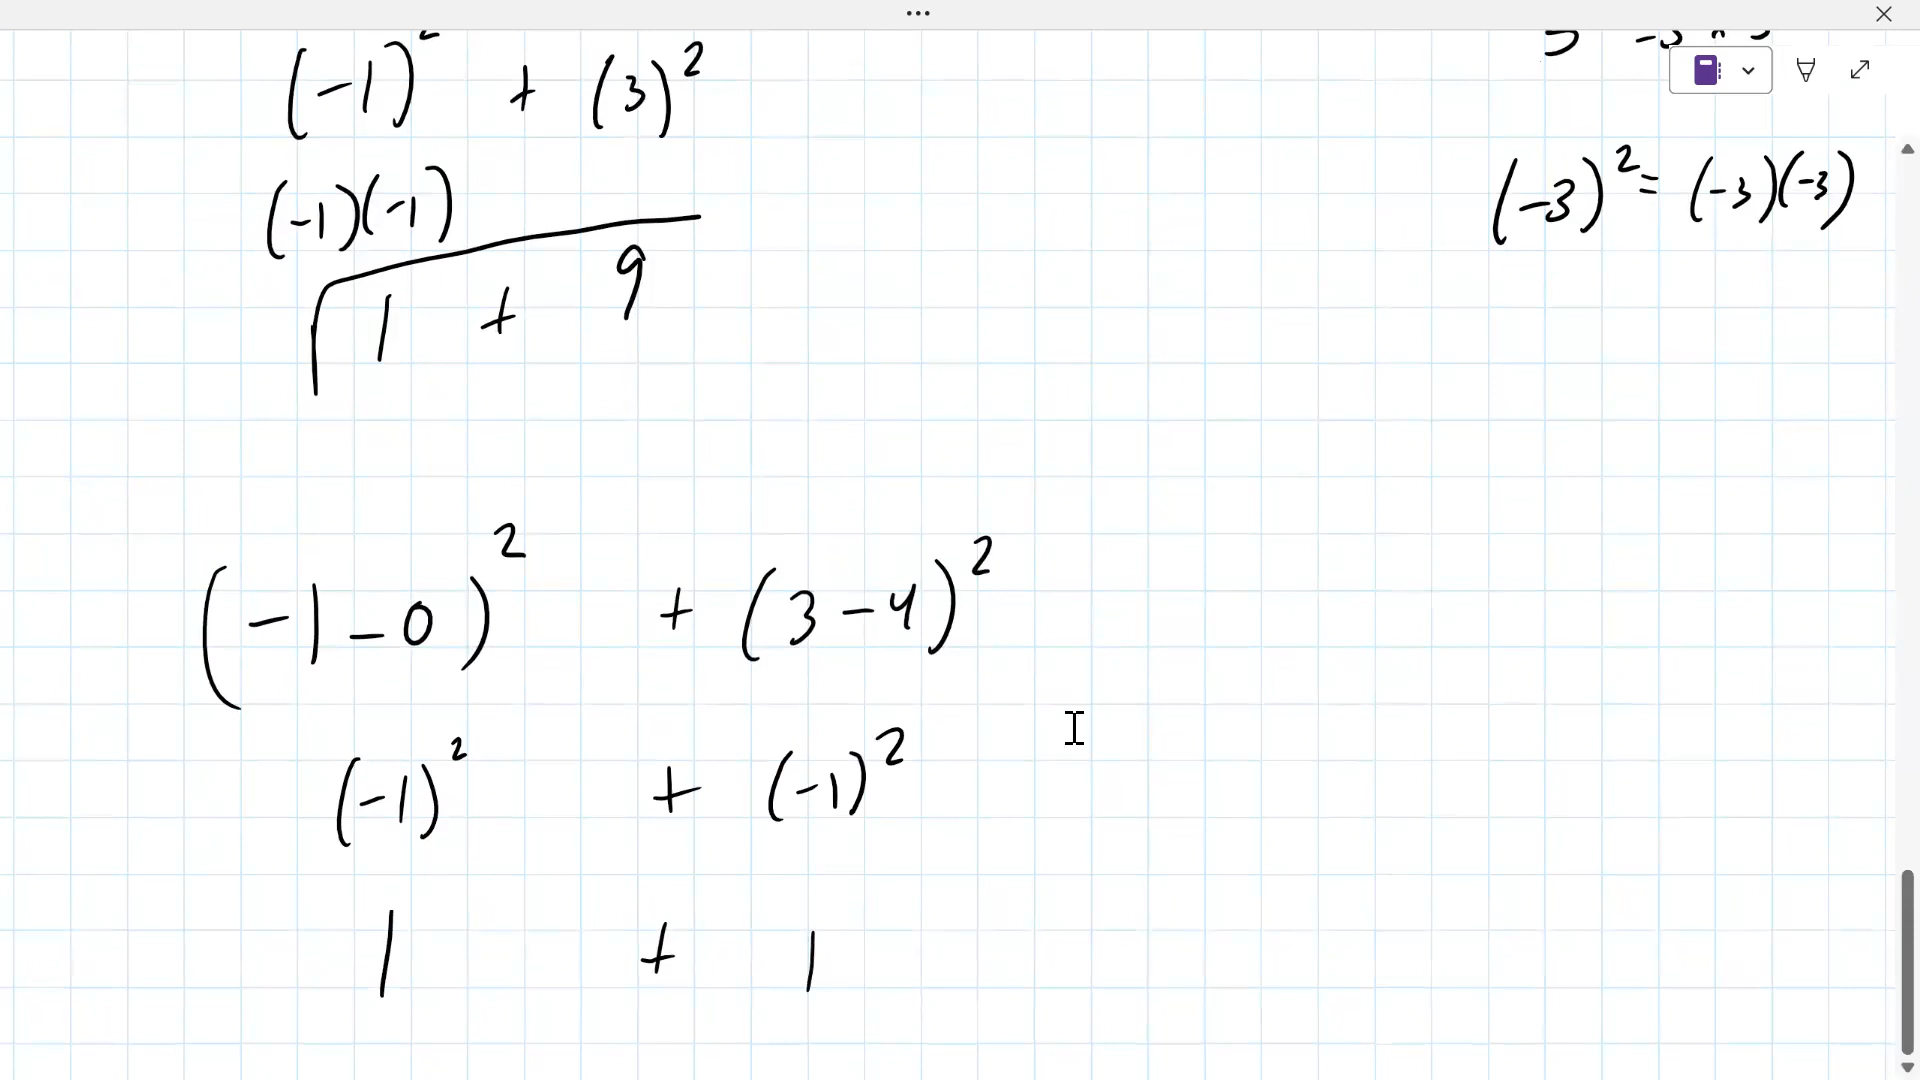 (-1)² + (3)²
(-1)(-1)
√1 + 9
(-3)² = (-3)(-3)
(-1-0)² + (3-4)²
(-1)² + (-1)²
1 + 1